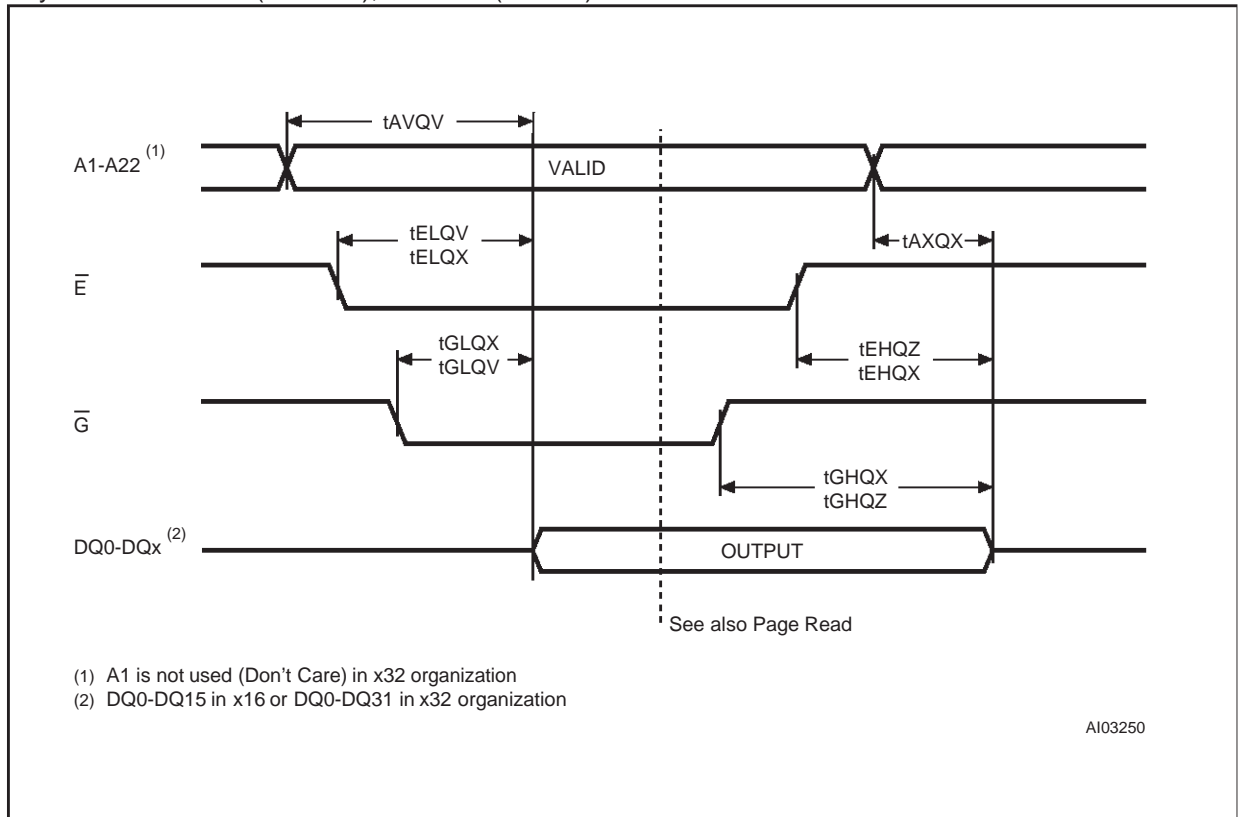 tAVQV
A1-A22 (1)
VALID
tELQV
tELQX
tAXQX
E
tGLQX
tGLQV
tEHQZ
tEHQX
G
tGHQX
tGHQZ
DQ0-DQx (2)
OUTPUT
See also Page Read
(1) A1 is not used (Don't Care) in x32 organization
(2) DQ0-DQ15 in x16 or DQ0-DQ31 in x32 organization
AI03250